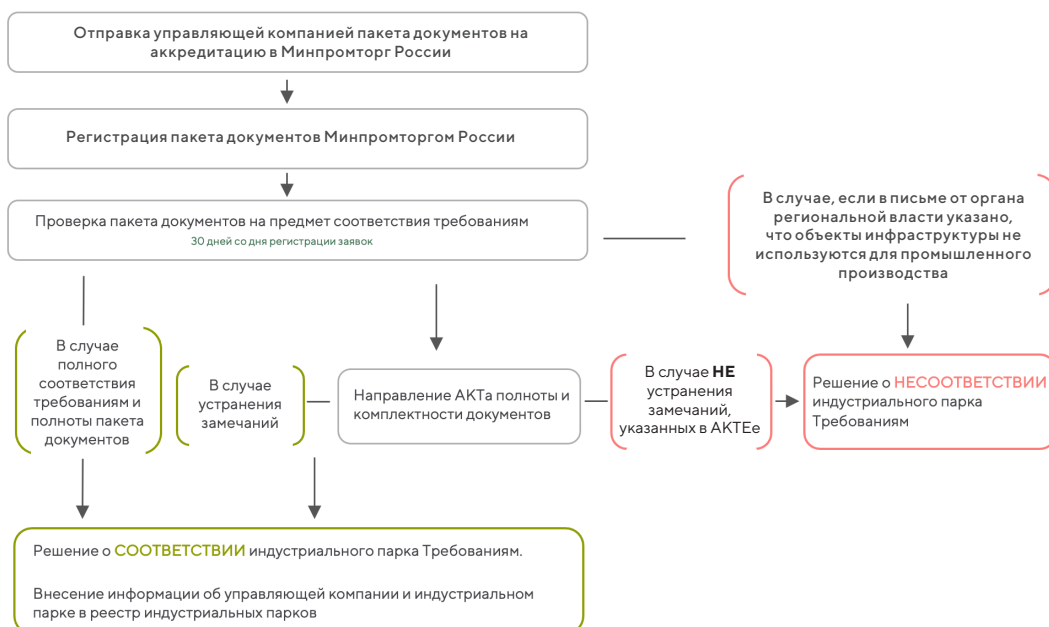 Отправка управляющей компанией пакета документов на
аккредитацию в Минпромторг России
Регистрация пакета документов Минпромторгом России
Проверка пакета документов на предмет соответствия требованиям
30 дней со дня регистрации заявок
В случае, если в письме от органа
региональной власти указано,
что объекты инфраструктуры не
используются для промышленного
производства
В случае
полного
соответствия
требованиям и
полноты пакета
документов
В случае
устранения
замечаний
Направление АКТа полноты и
комплектности документов
В случае НЕ
устранения
замечаний,
указанных в АКТЕе
Решение о НЕСООТВЕТСТВИИ
индустриального парка
Требованиям
Решение о СООТВЕТСТВИИ индустриального парка Требованиям.
Внесение информации об управляющей компании и индустриальном
парке в реестр индустриальных парков